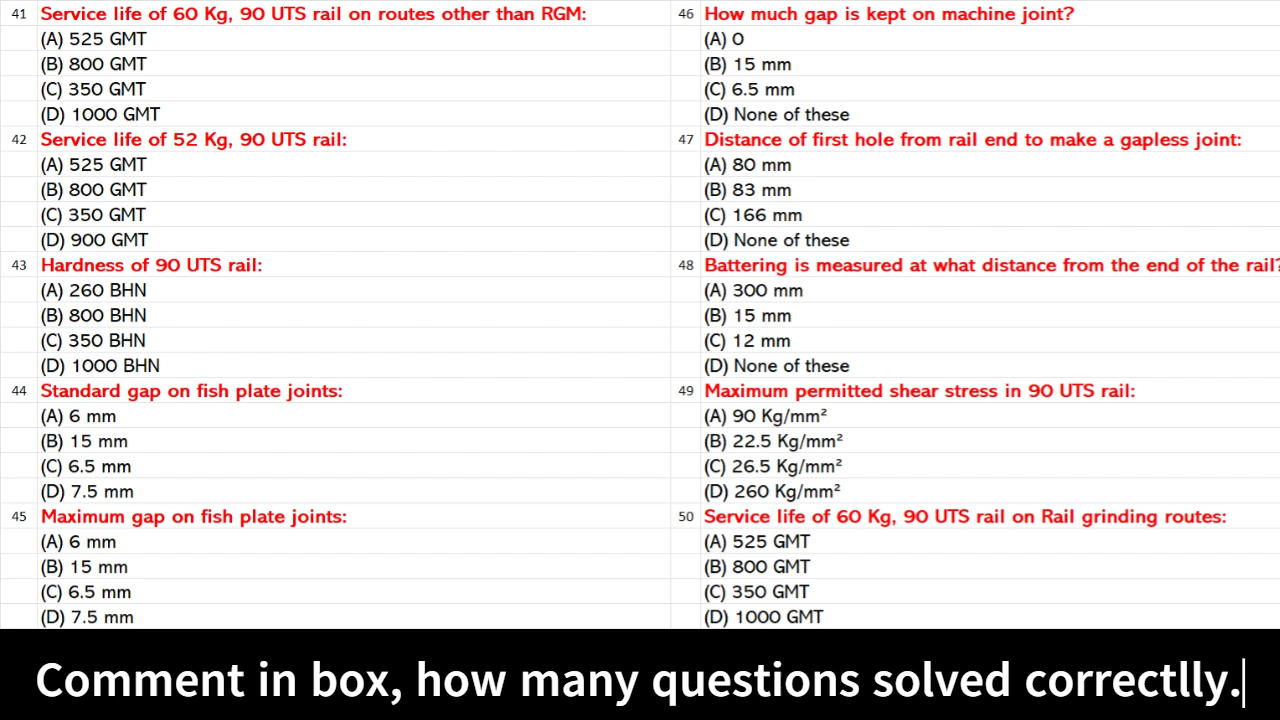 41 Service life of 60 Kg, 90 UTS rail on routes other than RGM:
(A) 525 GMT
(B) 800 GMT
(C) 350 GMT
(D) 1000 GMT
42 Service life of 52 Kg, 90 UTS rail:
(A) 525 GMT
(B) 800 GMT
(C) 350 GMT
(D) 900 GMT
43 Hardness of 90 UTS rail:
(A) 260 BHN
(B) 800 BHN
(C) 350 BHN
(D) 1000 BHN
44 Standard gap on fish plate joints:
(A) 6 mm
(B) 15 mm
(C) 6.5 mm
(D) 7.5 mm
45 Maximum gap on fish plate joints:
(A) 6 mm
(B) 15 mm
(C) 6.5 mm
(D) 7.5 mm
46 How much gap is kept on machine joint?
(A) 0
(B) 15 mm
(C) 6.5 mm
(D) None of these
47 Distance of first hole from rail end to make a gapless joint:
(A) 80 mm
(B) 83 mm
(C) 166 mm
(D) None of these
48 Battering is measured at what distance from the end of the rail?
(A) 300 mm
(B) 15 mm
(C) 12 mm
(D) None of these
49 Maximum permitted shear stress in 90 UTS rail:
(A) 90 Kg/mm²
(B) 22.5 Kg/mm²
(C) 26.5 Kg/mm²
(D) 260 Kg/mm²
50 Service life of 60 Kg, 90 UTS rail on Rail grinding routes:
(A) 525 GMT
(B) 800 GMT
(C) 350 GMT
(D) 1000 GMT
Comment in box, how many questions solved correctlly.